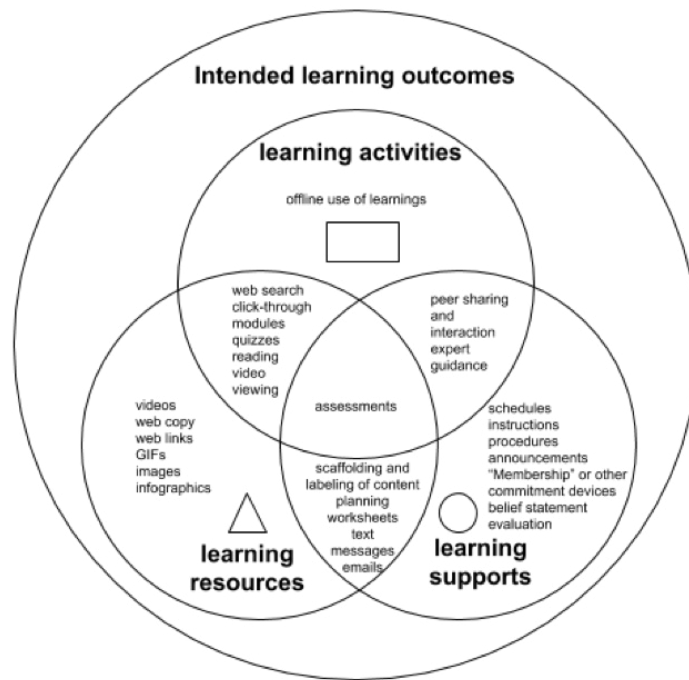 Intended learning outcomes
learning activities
offline use of learnings
web search
click-through
modules
quizzes
reading
video
viewing
peer sharing
and
interaction
expert
guidance
assessments
videos
web copy
web links
GIFs
images
infographics
schedules
instructions
procedures
announcements
"Membership" or other
commitment devices
belief statement
evaluation
scaffolding and
labeling of content
planning
worksheets
text
messages
emails
learning
resources
learning
supports